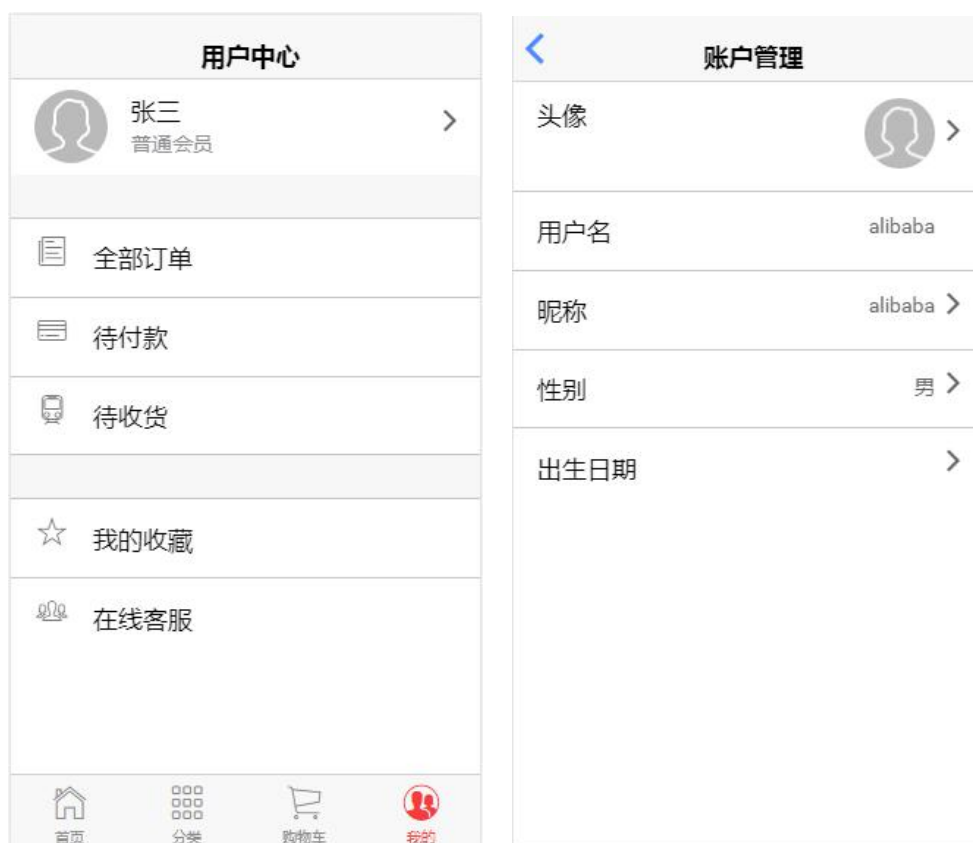 用户中心
张三
普通会员
全部订单
待付款
待收货
我的收藏
在线客服
首页
分类
购物车
我的
账户管理
头像
用户名
alibaba
昵称
alibaba
性别
男
出生日期